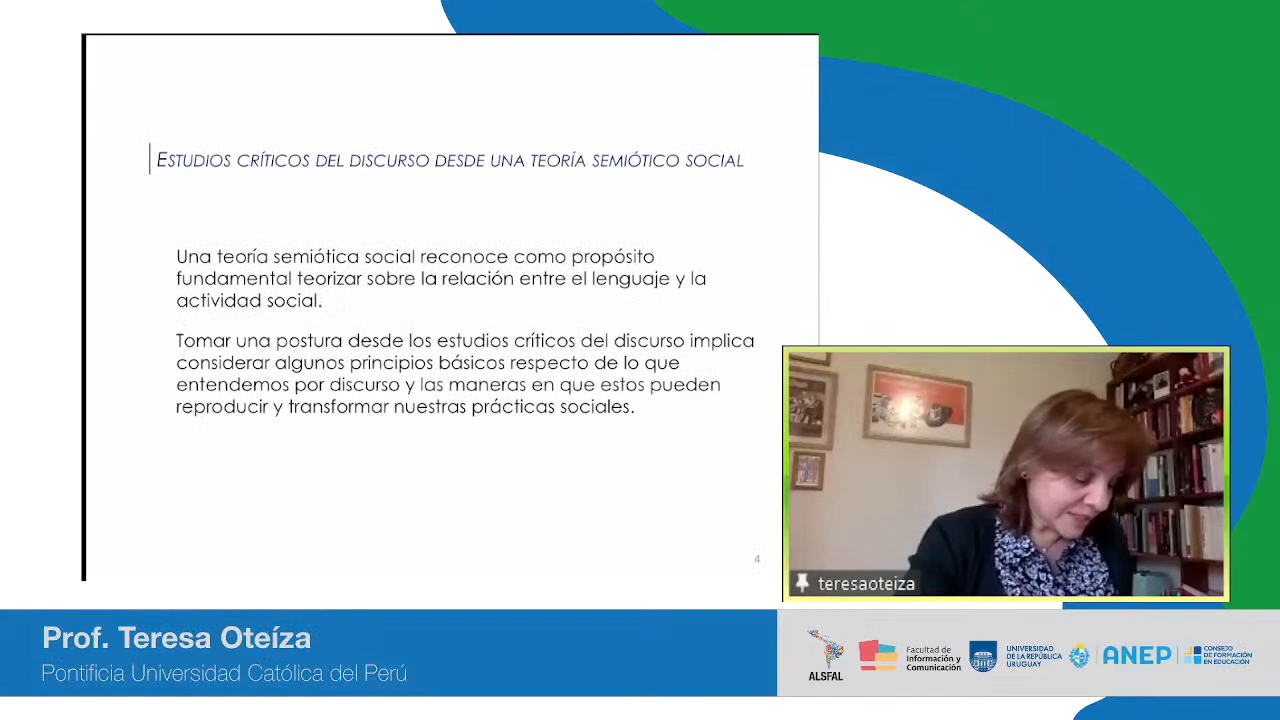 ESTUDIOS CRÍTICOS DEL DISCURSO DESDE UNA TEORÍA SEMIÓTICO SOCIAL
Una teoría semiótica social reconoce como propósito
fundamental teorizar sobre la relación entre el lenguaje y la
actividad social.
Tomar una postura desde los estudios críticos del discurso implica
considerar algunos principios básicos respecto de lo que
entendemos por discurso y las maneras en que estos pueden
reproducir y transformar nuestras prácticas sociales.
4
teresaoteiza
Prof. Teresa Oteíza
Pontificia Universidad Católica del Perú
ALSFAL
Facultad de
Información y
Comunicación
UNIVERSIDAD
DE LA REPÚBLICA
URUGUAY
ANEP
CONSEJO
DE FORMACIÓN
EN EDUCACIÓN